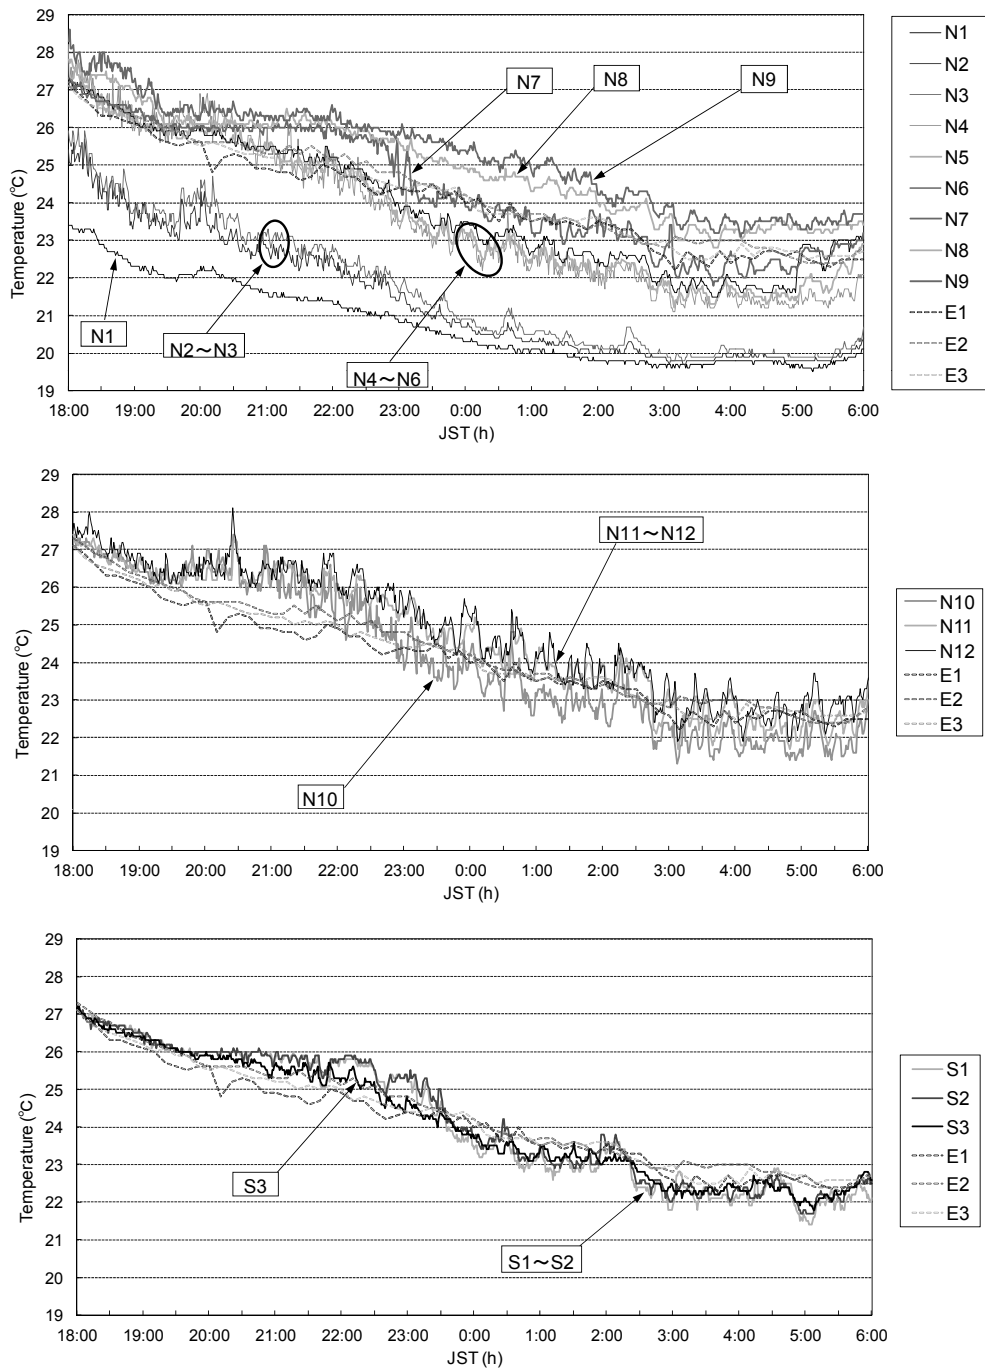 29
28
27
26
25
24
23
22
21
20
19
Temperature (°C)
18:00 19:00 20:00 21:00 22:00 23:00 0:00 1:00 2:00 3:00 4:00 5:00 6:00
JST (h)
N7
N8
N9
N1
N2～N3
N4～N6
N1
N2
N3
N4
N5
N6
N7
N8
N9
E1
E2
E3
29
28
27
26
25
24
23
22
21
20
19
Temperature (°C)
18:00 19:00 20:00 21:00 22:00 23:00 0:00 1:00 2:00 3:00 4:00 5:00 6:00
JST (h)
N11～N12
N10
N10
N11
N12
E1
E2
E3
29
28
27
26
25
24
23
22
21
20
19
Temperature (°C)
18:00 19:00 20:00 21:00 22:00 23:00 0:00 1:00 2:00 3:00 4:00 5:00 6:00
JST (h)
S3
S1～S2
S1
S2
S3
E1
E2
E3